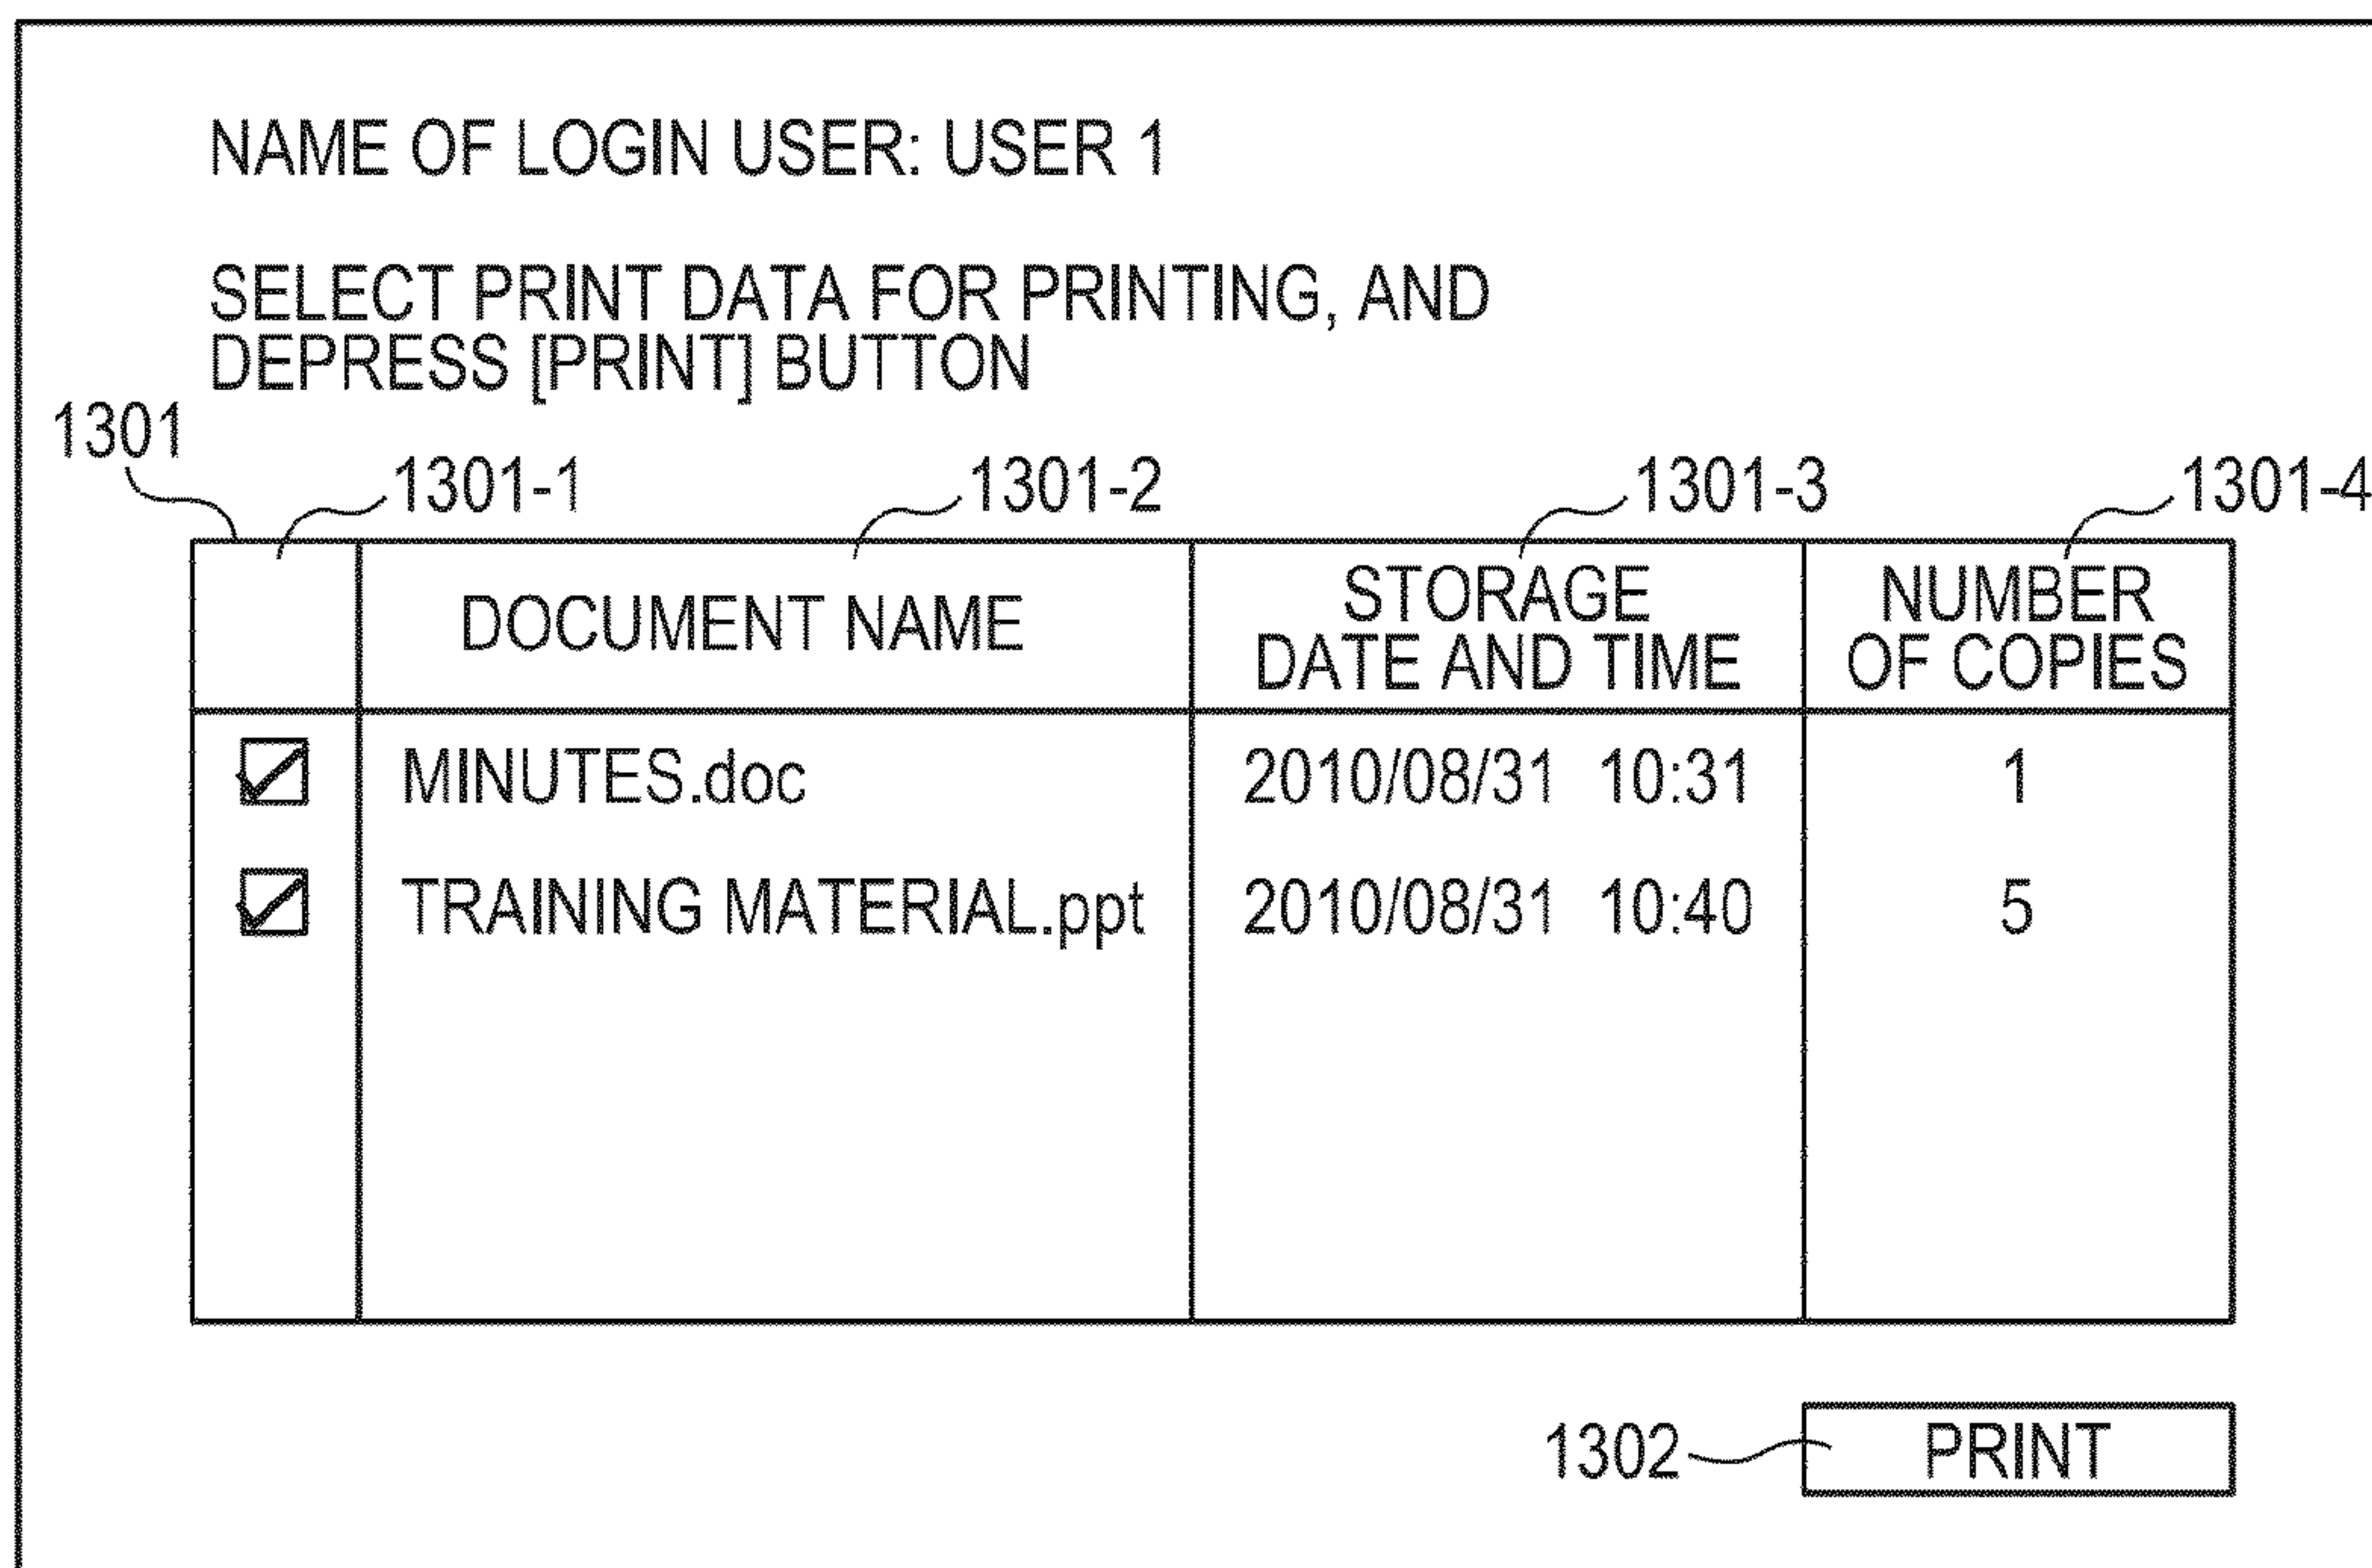 NAME OF LOGIN USER: USER 1
SELECT PRINT DATA FOR PRINTING, AND
DEPRESS [PRINT] BUTTON
1301
1301-1 1301-2 1301-3 1301-4
DOCUMENT NAME
STORAGE
DATE AND TIME
NUMBER
OF COPIES
MINUTES.doc 2010/08/31 10:31 1
TRAINING MATERIAL.ppt 2010/08/31 10:40 5
1302 PRINT